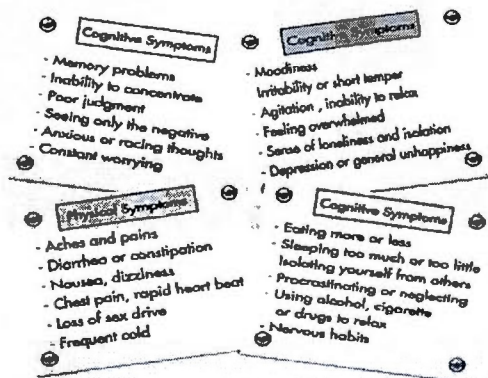 Cognitive Symptoms
- Memory problems
- Inability to concentrate
- Poor judgment
- Seeing only the negative
- Anxious or racing thoughts
- Constant worrying
Cognitive Symptoms
- Moodiness
Irritability or short temper
- Agitation , inability to relax
- Feeling overwhelmed
- Sense of loneliness and isolation
- Depression or general unhappiness
Physical Symptoms
- Aches and pains
- Diarrhea or constipation
- Nausea, dizziness
- Chest pain, rapid heart beat
- Loss of sex drive
- Frequent cold
Cognitive Symptoms
- Eating more or less
- Sleeping too much or too little
Isolating yourself from others
- Procrastinating or neglecting
- Using alcohol, cigarette
or drugs to relax
- Nervous habits